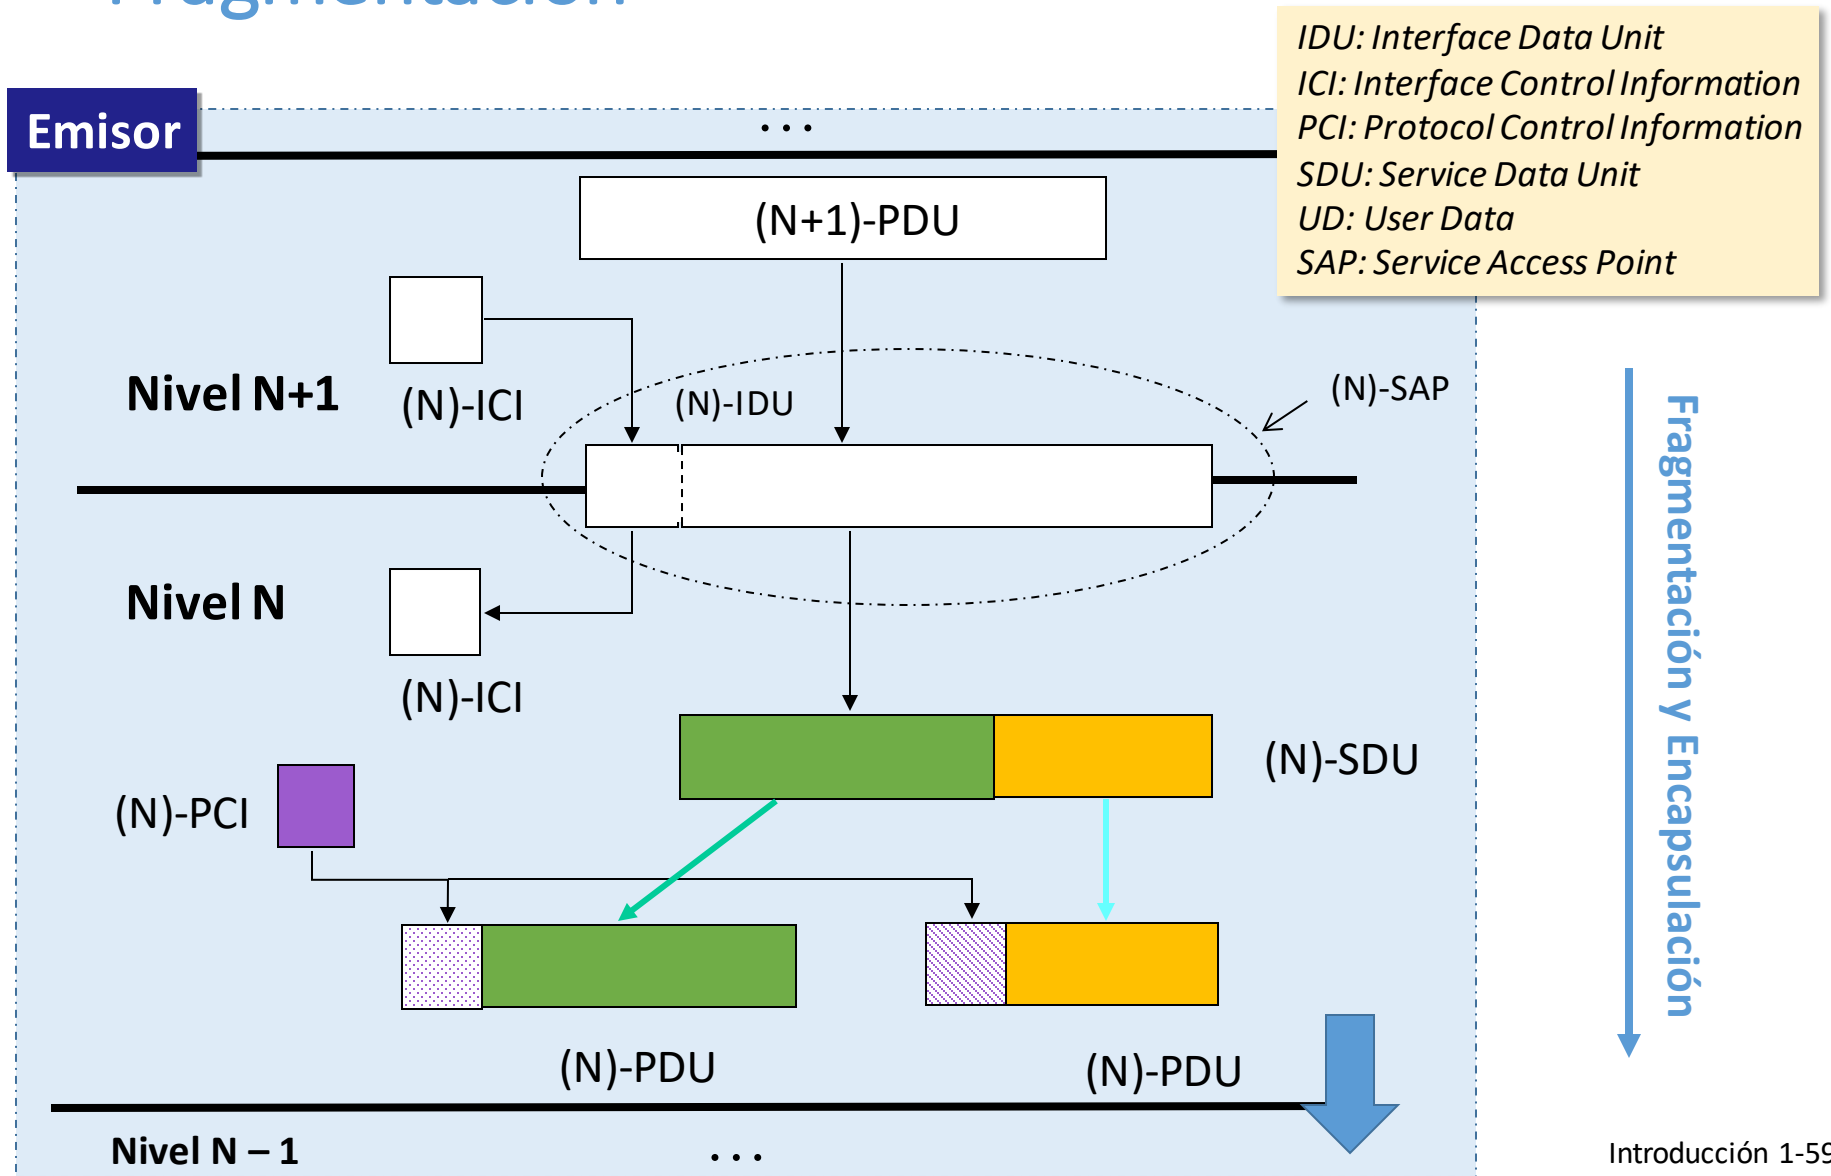 Fragmentación
IDU: Interface Data Unit
ICI: Interface Control Information
PCI: Protocol Control Information
SDU: Service Data Unit
UD: User Data
SAP: Service Access Point
Emisor
...
(N+1)-PDU
Nivel N+1
(N)-ICI
(N)-IDU
(N)-SAP
Nivel N
(N)-ICI
(N)-SDU
(N)-PCI
(N)-PDU
(N)-PDU
Fragmentación y Encapsulación
Nivel N – 1
...
Introducción 1-59